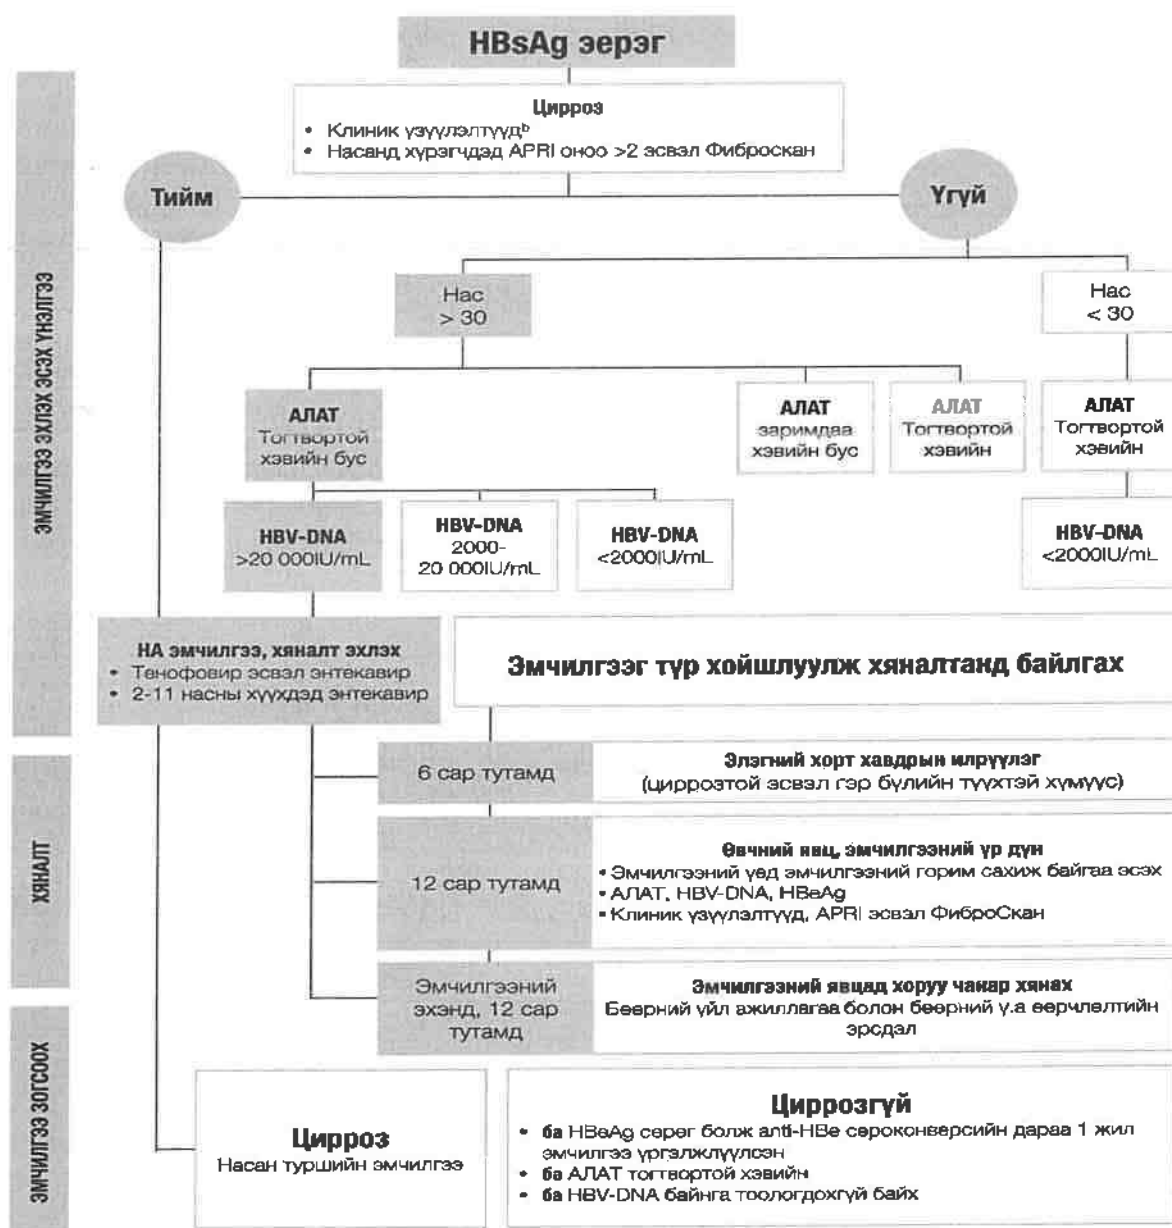 HBsAg эерэг
Цирроз
• Клиник үзүүлэлтүүдᵇ
• Насанд хүрэгчдэд APRI оноо >2 эсвэл Фиброскан
Тийм
Үгүй
ЭМЧИЛГЭЭ ЭХЛЭХ ЭСЭХ ҮНЭЛГЭЭ
Нас
> 30
Нас
< 30
АЛАТ
Тогтвортой
хэвийн бус
АЛАТ
заримдаа
хэвийн бус
АЛАТ
Тогтвортой
хэвийн
АЛАТ
Тогтвортой
хэвийн
HBV-DNA
>20 000IU/mL
HBV-DNA
2000-
20 000IU/mL
HBV-DNA
<2000IU/mL
HBV-DNA
<2000IU/mL
НА эмчилгээ, хяналт эхлэх
• Тенофовир эсвэл энтекавир
• 2-11 насны хүүхдэд энтекавир
Эмчилгээг түр хойшлуулж хяналтанд байлгах
ХЯНАЛТ
6 сар тутамд
Элэгний хорт хавдрын илрүүлэг
(циррозтой эсвэл гэр бүлийн түүхтэй хүмүүс)
12 сар тутамд
Өвчний явц, эмчилгээний үр дүн
• Эмчилгээний үед эмчилгээний горим сахиж байгаа эсэх
• АЛАТ, HBV-DNA, HBeAg
• Клиник үзүүлэлтүүд, APRI эсвэл ФиброСкан
Эмчилгээний
эхэнд, 12 сар
тутамд
Эмчилгээний явцад хоруу чанар хянах
Бөөрний үйл ажиллагаа болон бөөрний ү.а өөрчлөлтийн
эрсдэл
ЭМЧИЛГЭЭ ЗОГСООХ
Цирроз
Насан туршийн эмчилгээ
Циррозгүй
• ба HBeAg сөрөг болж anti-HBe сероконверсийн дараа 1 жил
эмчилгээ үргэлжлүүлсэн
• ба АЛАТ тогтвортой хэвийн
• ба HBV-DNA байнга тоологдохгүй байх